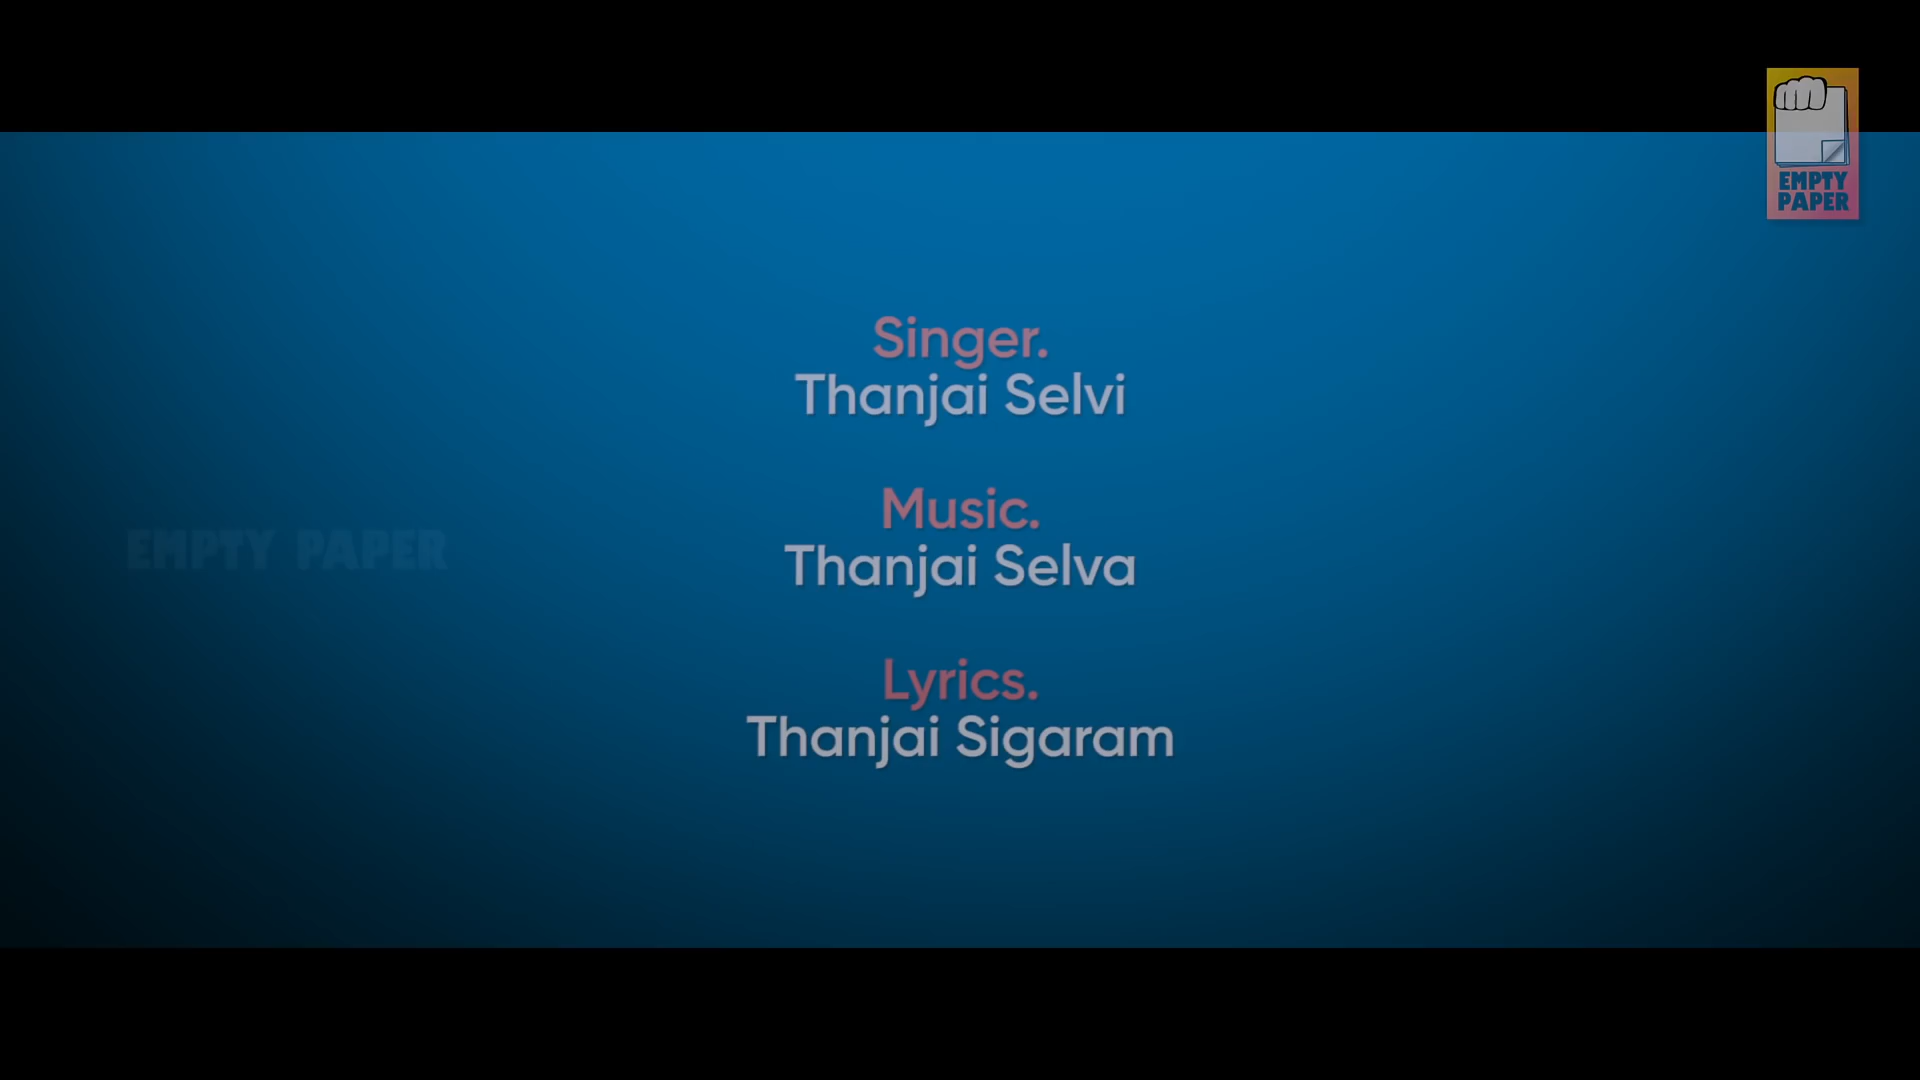 EMPTY
PAPER
Singer.
Thanjai Selvi
Music.
Thanjai Selva
EMPTY PAPER
Lyrics.
Thanjai Sigaram